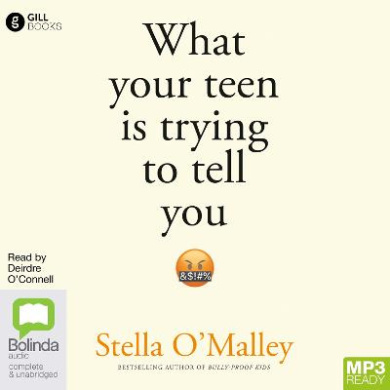 GILL
BOOKS
What
your teen
is trying
to tell
you
&$!#%
Read by
Deirdre
O'Connell
Bolinda
audio
complete
& unabridged
Stella O'Malley
BESTSELLING AUTHOR OF BULLY-PROOF KIDS
MP3
READY